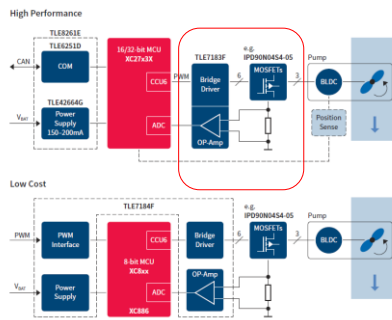 High Performance
TLE8261E
TLE6251D
CAN
COM
TLE42664G
VBAT
Power
Supply
150–200mA
16/32-bit MCU
XC27x3X
CCU6
PWM
ADC
TLE7183F
Bridge
Driver
6
OP-Amp
e.g.
IPD90N04S4-05
MOSFETs
3
Pump
BLDC
Position
Sense
Low Cost
TLE7184F
PWM
PWM
Interface
VBAT
Power
Supply
CCU6
8-bit MCU
XC8xx
ADC
XC886
Bridge
Driver
6
OP-Amp
e.g.
IPD90N04S4-05
MOSFETs
3
Pump
BLDC